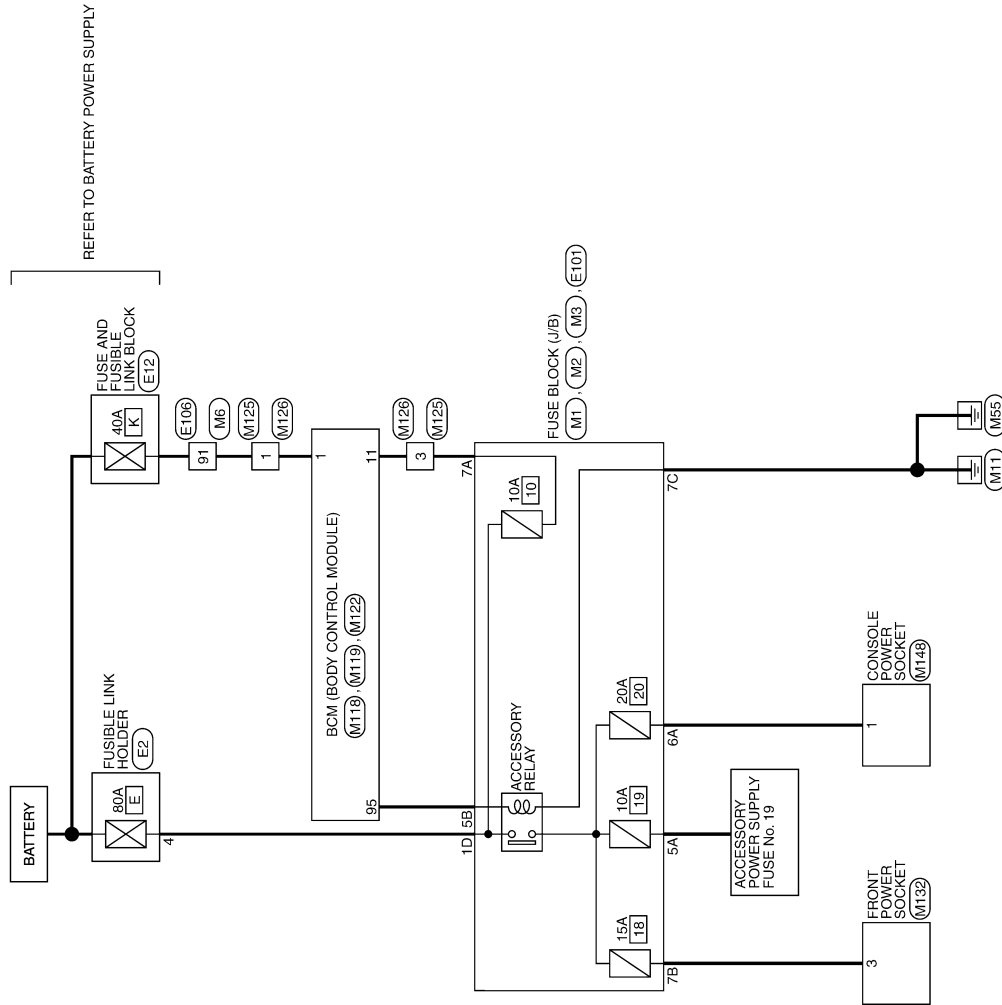 REFER TO BATTERY POWER SUPPLY
BATTERY
FUSIBLE LINK
HOLDER
E2
80A
E
4
FUSE AND
FUSIBLE
LINK BLOCK
E12
40A
K
E106
91
M6
M125
1
M126
BCM (BODY CONTROL MODULE)
M118 , M119 , M122
1
95
11
M126
3
M125
1D
5B
7A
FUSE BLOCK (J/B)
M1 , M2 , M3 , E101
ACCESSORY
RELAY
10A
10
15A
18
10A
19
20A
20
7B
5A
6A
7C
ACCESSORY
POWER SUPPLY
FUSE No. 19
FRONT
POWER
SOCKET
M132
3
CONSOLE
POWER
SOCKET
M148
1
M11
M55